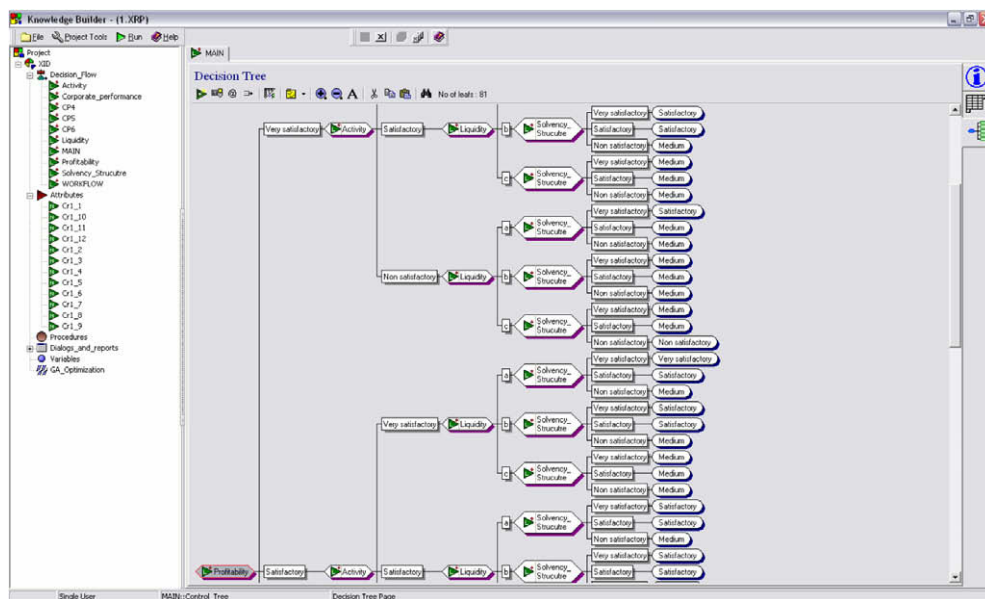 Knowledge Builder - (1.XRP)
File Project Tools Run Help
Project
XID
Decision_Flow
Activity
Corporate_performance
CP4
CP5
CP6
Liquidity
MAIN
Profitability
Solvency_Strucutre
WORKFLOW
Attributes
Cr1_1
Cr1_10
Cr1_11
Cr1_12
Cr1_2
Cr1_3
Cr1_4
Cr1_5
Cr1_6
Cr1_7
Cr1_8
Cr1_9
Procedures
Dialogs_and_reports
Variables
GA_Optimization
MAIN
Decision Tree
No of leafs : 81
Very satisfactory Satisfactory
Very satisfactory Activity Satisfactory Liquidity b Solvency_ Strucutre Satisfactory Satisfactory
Non satisfactory Medium
Very satisfactory Medium
c Solvency_ Strucutre Satisfactory Medium
Non satisfactory Medium
Very satisfactory Satisfactory
a Solvency_ Strucutre Satisfactory Medium
Non satisfactory Medium
Very satisfactory Medium
Non satisfactory Liquidity b Solvency_ Strucutre Satisfactory Medium
Non satisfactory Medium
Very satisfactory Medium
c Solvency_ Strucutre Satisfactory Medium
Non satisfactory Non satisfactory
Very satisfactory Very satisfactory
a Solvency_ Strucutre Satisfactory Satisfactory
Non satisfactory Medium
Very satisfactory Satisfactory
Very satisfactory Liquidity b Solvency_ Strucutre Satisfactory Satisfactory
Non satisfactory Medium
Very satisfactory Medium
c Solvency_ Strucutre Satisfactory Medium
Non satisfactory Medium
Very satisfactory Satisfactory
a Solvency_ Strucutre Satisfactory Satisfactory
Non satisfactory Medium
Very satisfactory Satisfactory
Profitability Satisfactory Activity Satisfactory Liquidity b Solvency_ Strucutre Satisfactory Satisfactory
Single User MAIN::Control_Tree Decision Tree Page